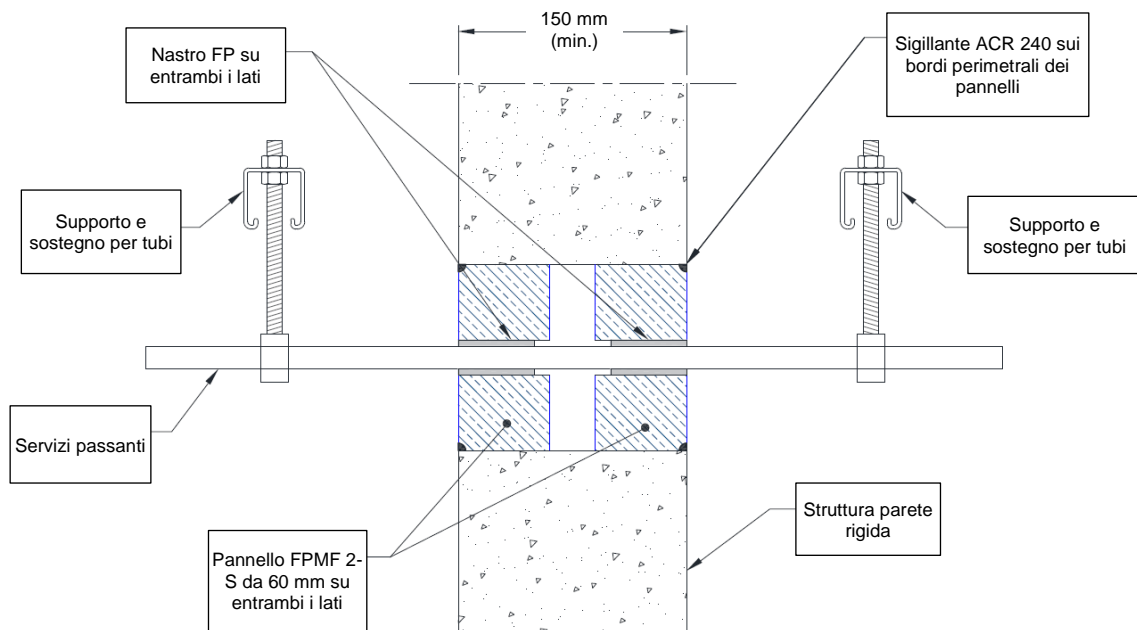 150 mm
(min.)
Nastro FP su
entrambi i lati
Sigillante ACR 240 sui
bordi perimetrali dei
pannelli
Supporto e
sostegno per tubi
Supporto e
sostegno per tubi
Servizi passanti
Struttura parete
rigida
Pannello FPMF 2-
S da 60 mm su
entrambi i lati